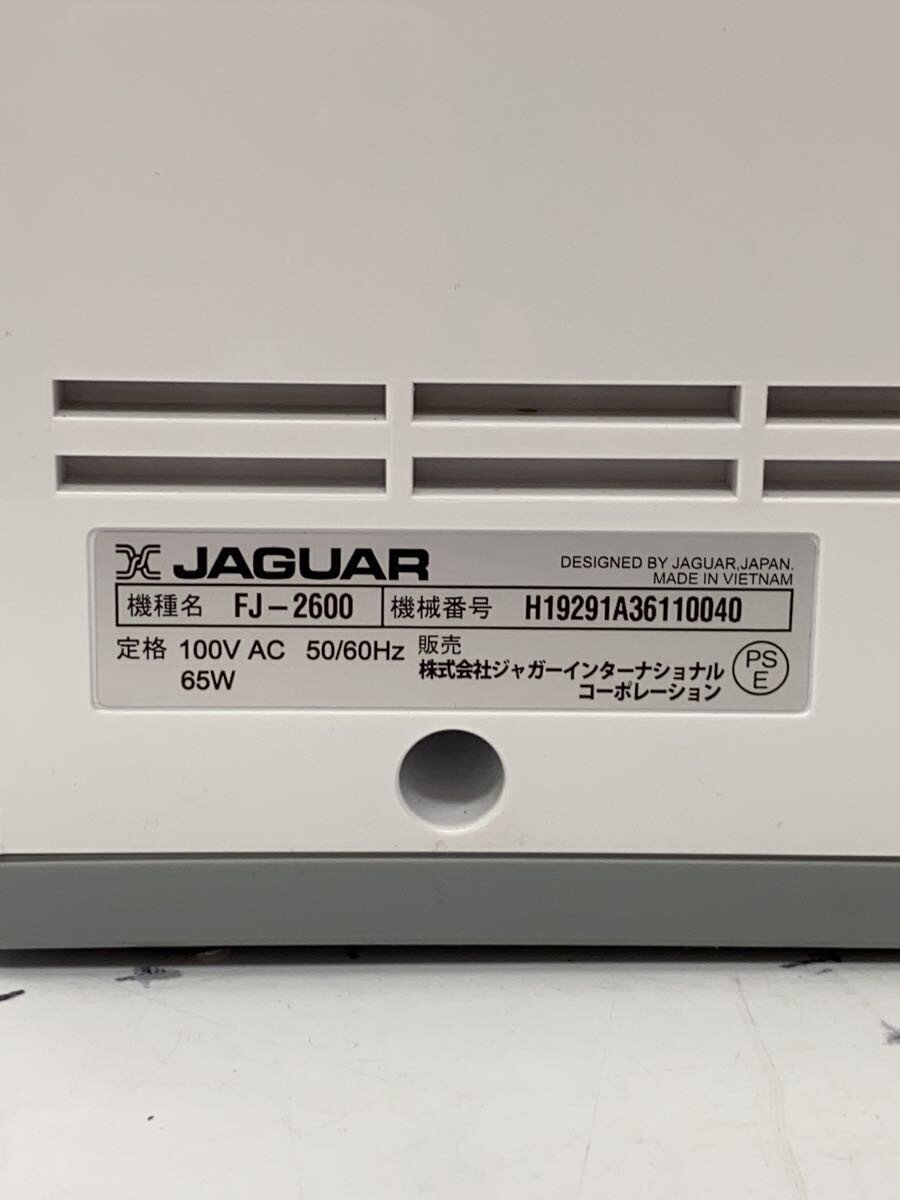 JAGUAR
DESIGNED BY JAGUAR,JAPAN.
MADE IN VIETNAM
機種名 FJ-2600 機械番号 H19291A36110040
定格 100V AC 50/60Hz
65W
販売
株式会社ジャガーインターナショナル
コーポレーション
PS
E